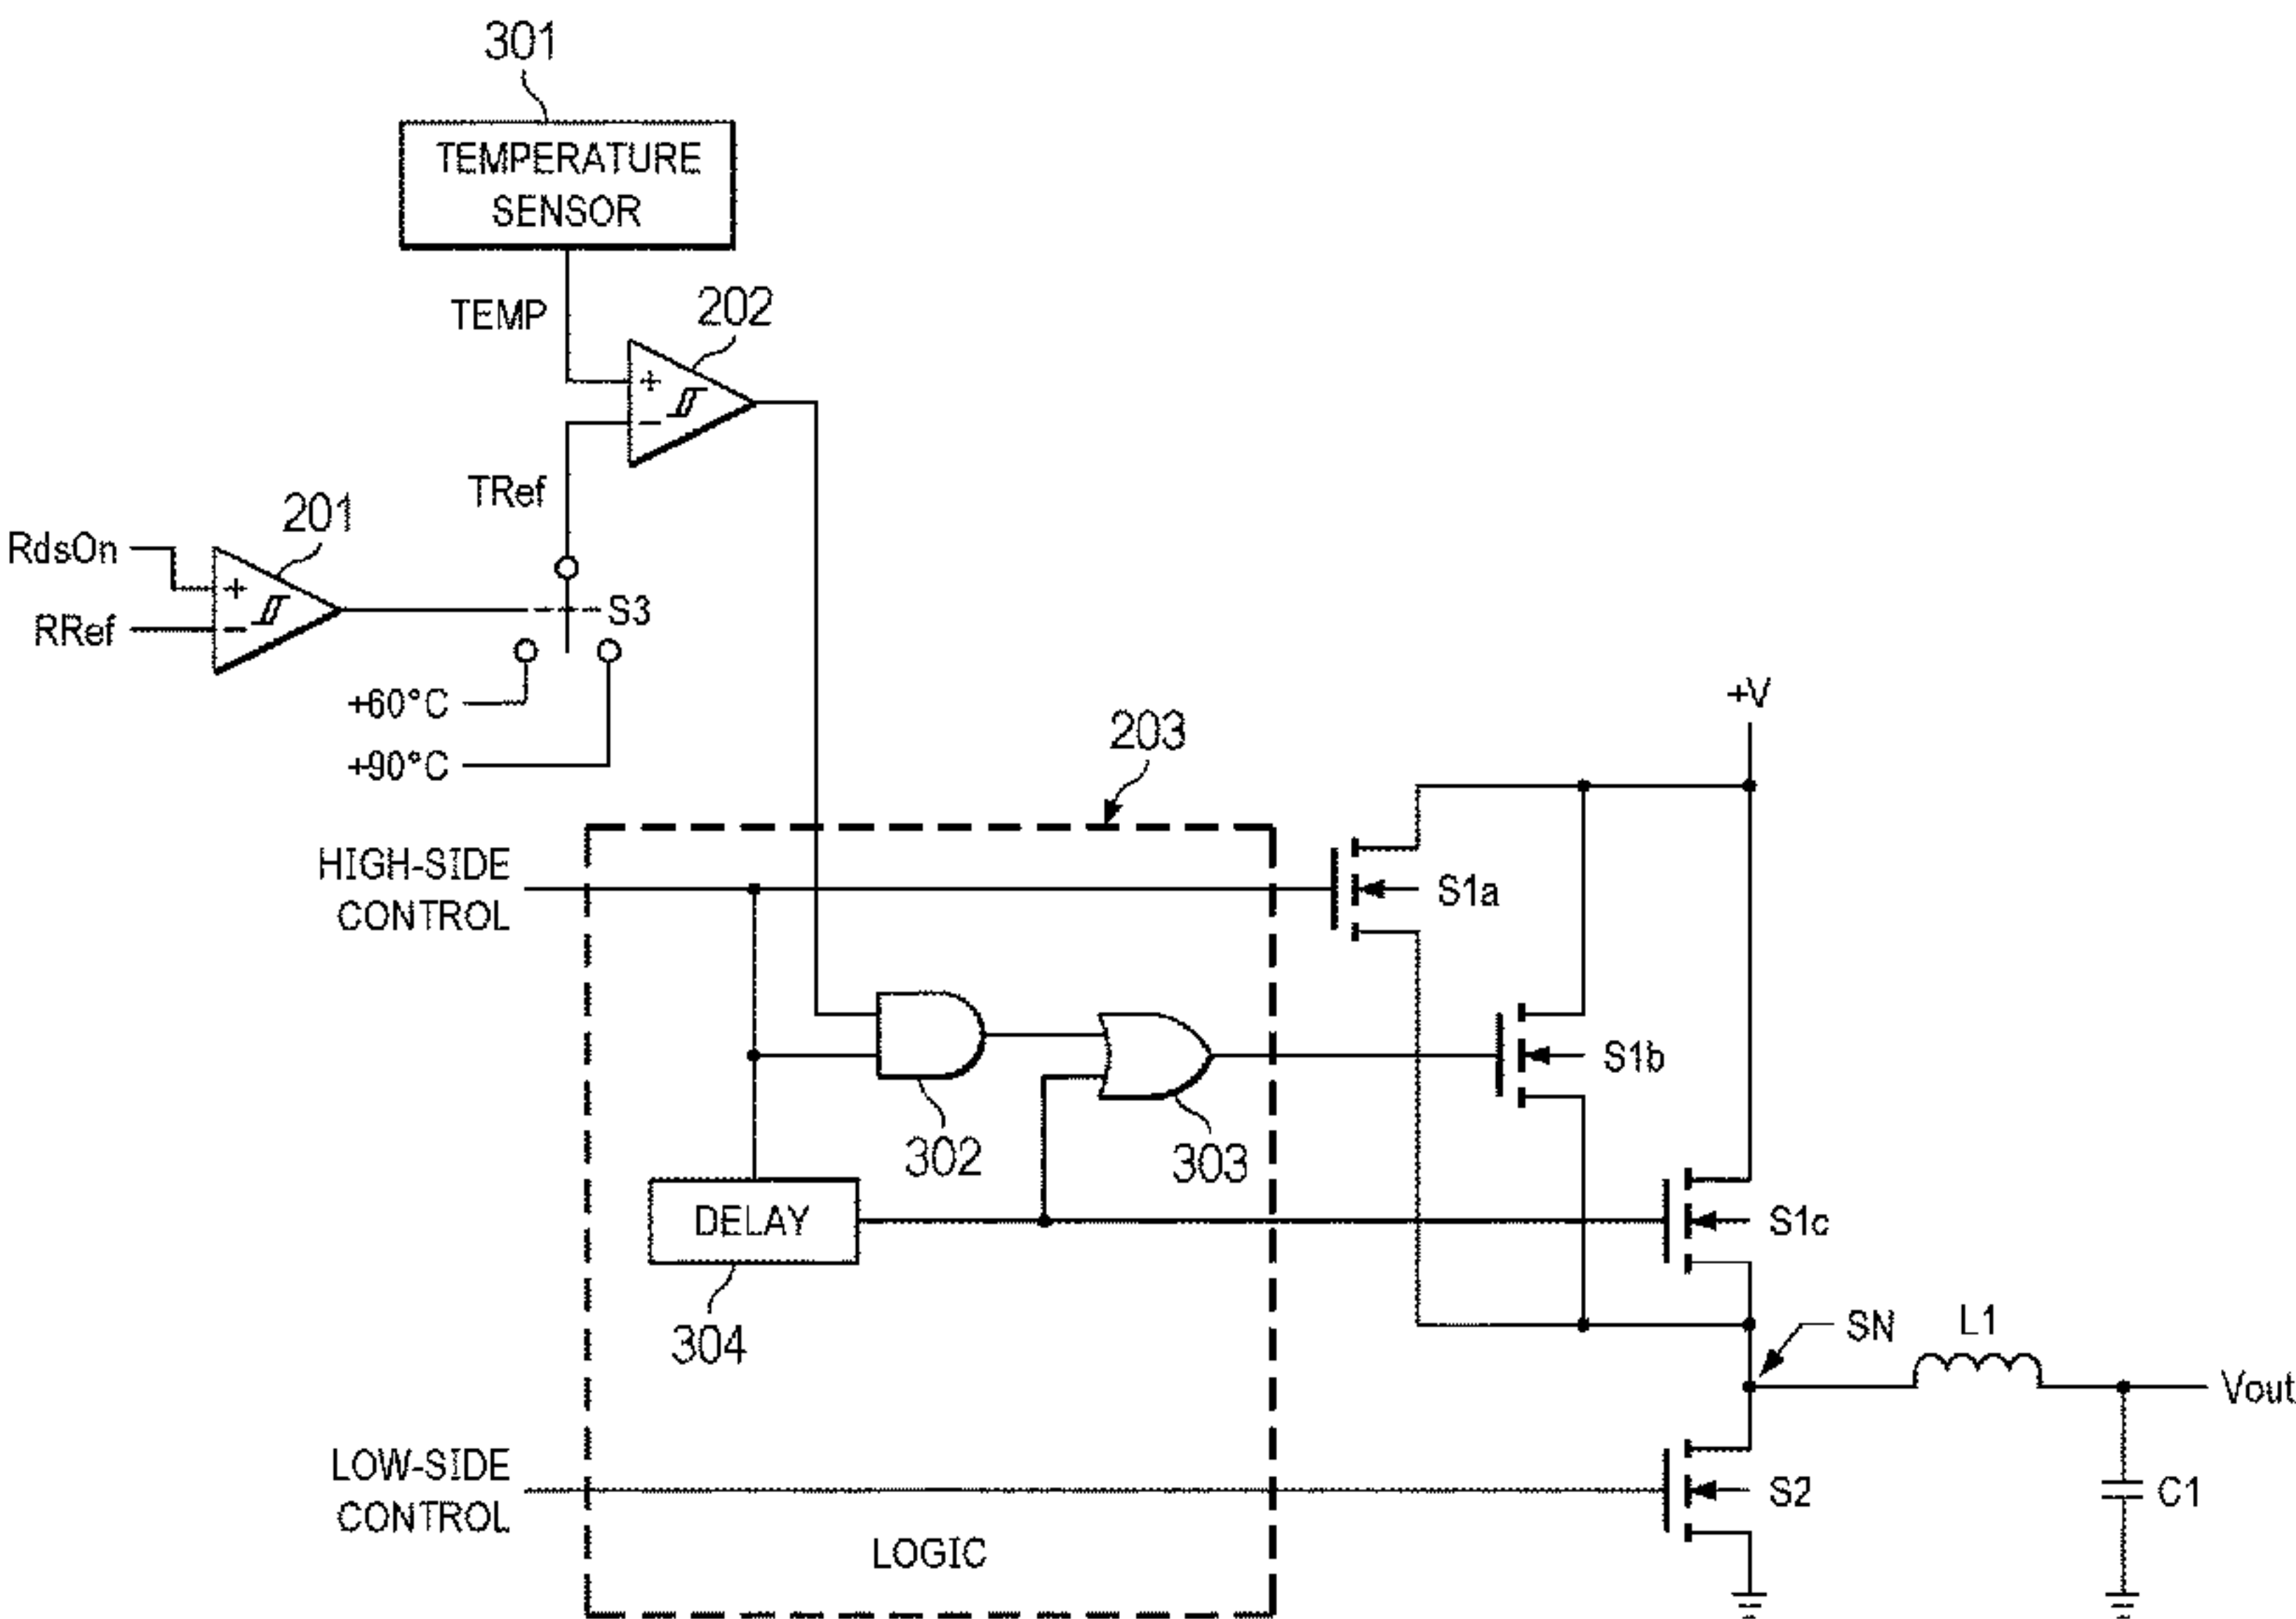 301
TEMPERATURE
SENSOR
TEMP
202
+
−
TRef
201
RdsOn
+
RRef
−
S3
+60°C
+90°C
203
+V
HIGH-SIDE
CONTROL
S1a
S1b
302
303
DELAY
S1c
304
SN
L1
Vout
LOW-SIDE
CONTROL
S2
C1
LOGIC